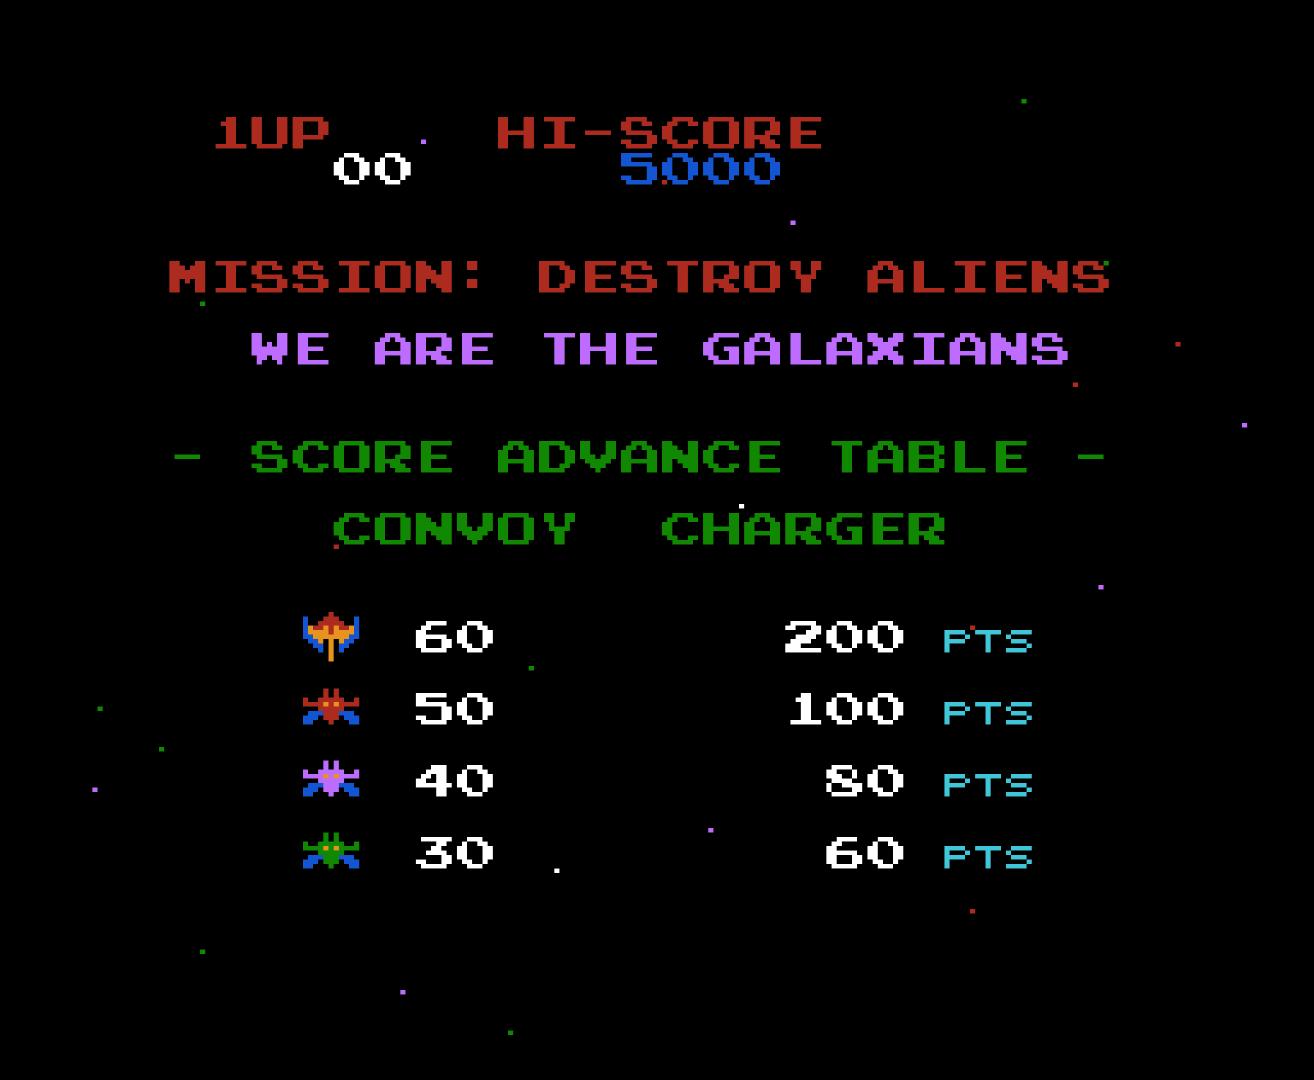 1UP HI-SCORE
00 5000
MISSION: DESTROY ALIENS
WE ARE THE GALAXIANS
- SCORE ADVANCE TABLE -
CONVOY CHARGER
60 200 PTS
50 100 PTS
40 80 PTS
30 60 PTS